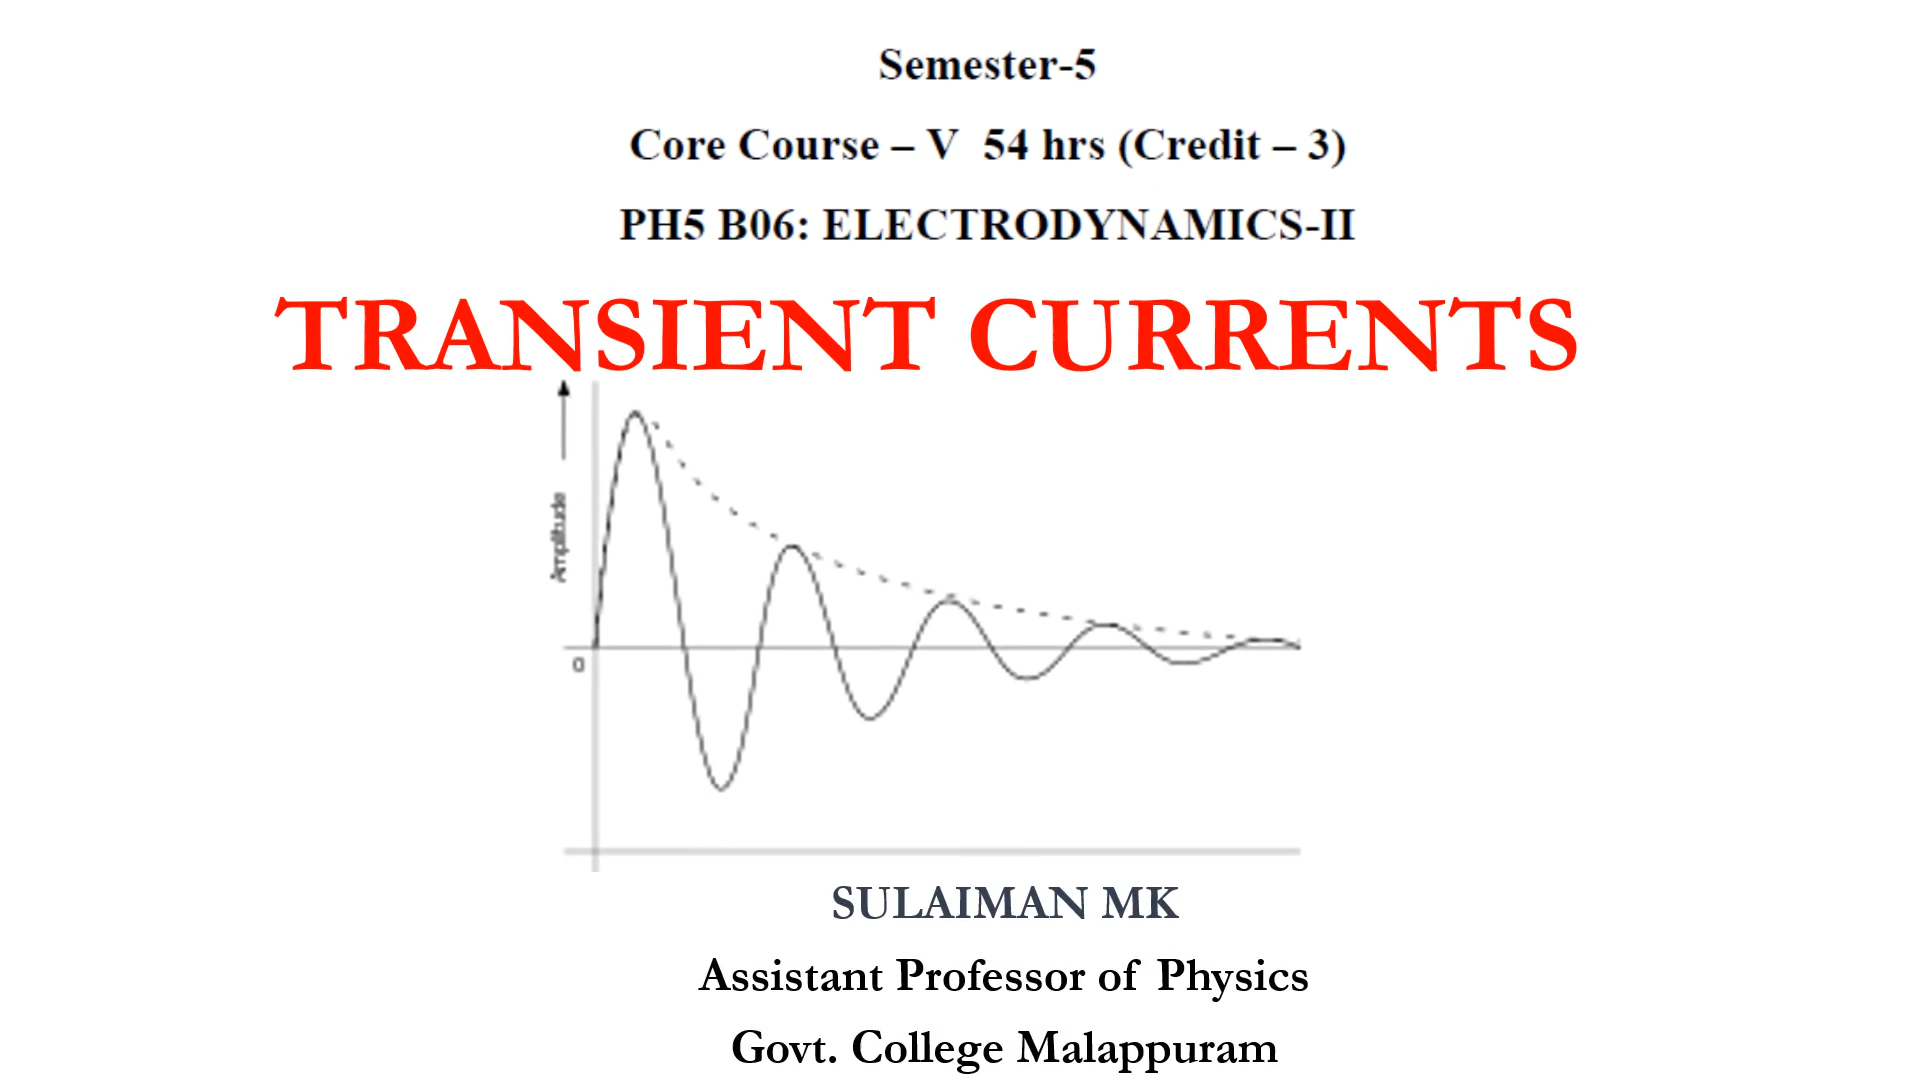 Semester-5
Core Course – V 54 hrs (Credit – 3)
PH5 B06: ELECTRODYNAMICS-II
TRANSIENT CURRENTS
Amplitude
0
SULAIMAN MK
Assistant Professor of Physics
Govt. College Malappuram